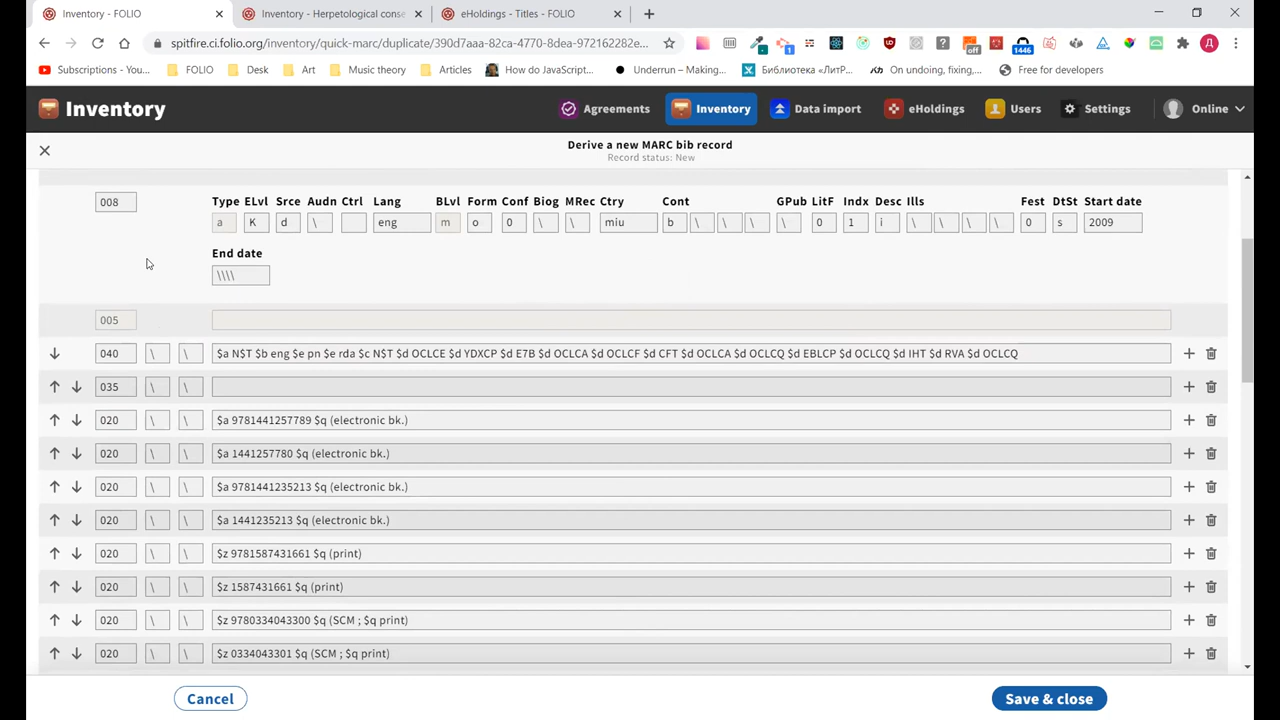 Inventory - FOLIO
Inventory - Herpetological conse
eHoldings - Titles - FOLIO
spitfire.ci.folio.org/inventory/quick-marc/duplicate/390f7aaa-82ca-4770-8dea-972162282e...
off
1446
Д
Subscriptions - You...
FOLIO
Desk
Art
Music theory
Articles
How do JavaScript...
Underrun – Making...
Библиотека «ЛитР...
On undoing, fixing,...
Free for developers
Inventory
Agreements
Inventory
Data import
eHoldings
Users
Settings
Online
Derive a new MARC bib record
Record status: New
008
Type ELvl Srce Audn Ctrl Lang BLvl Form Conf Biog MRec Ctry Cont GPub LitF Indx Desc Ills Fest DtSt Start date
a K d \ eng m o 0 \ \ miu b \ \ \ \ 0 1 i \ \ \ \ 0 s 2009
End date
\\\\
005
040 \ \ $a N$T $b eng $e pn $e rda $c N$T $d OCLCE $d YDXCP $d E7B $d OCLCA $d OCLCF $d CFT $d OCLCA $d OCLCQ $d EBLCP $d OCLCQ $d IHT $d RVA $d OCLCQ
035 \ \
020 \ \ $a 9781441257789 $q (electronic bk.)
020 \ \ $a 1441257780 $q (electronic bk.)
020 \ \ $a 9781441235213 $q (electronic bk.)
020 \ \ $a 1441235213 $q (electronic bk.)
020 \ \ $z 9781587431661 $q (print)
020 \ \ $z 1587431661 $q (print)
020 \ \ $z 9780334043300 $q (SCM ; $q print)
020 \ \ $z 0334043301 $q (SCM ; $q print)
Cancel
Save & close